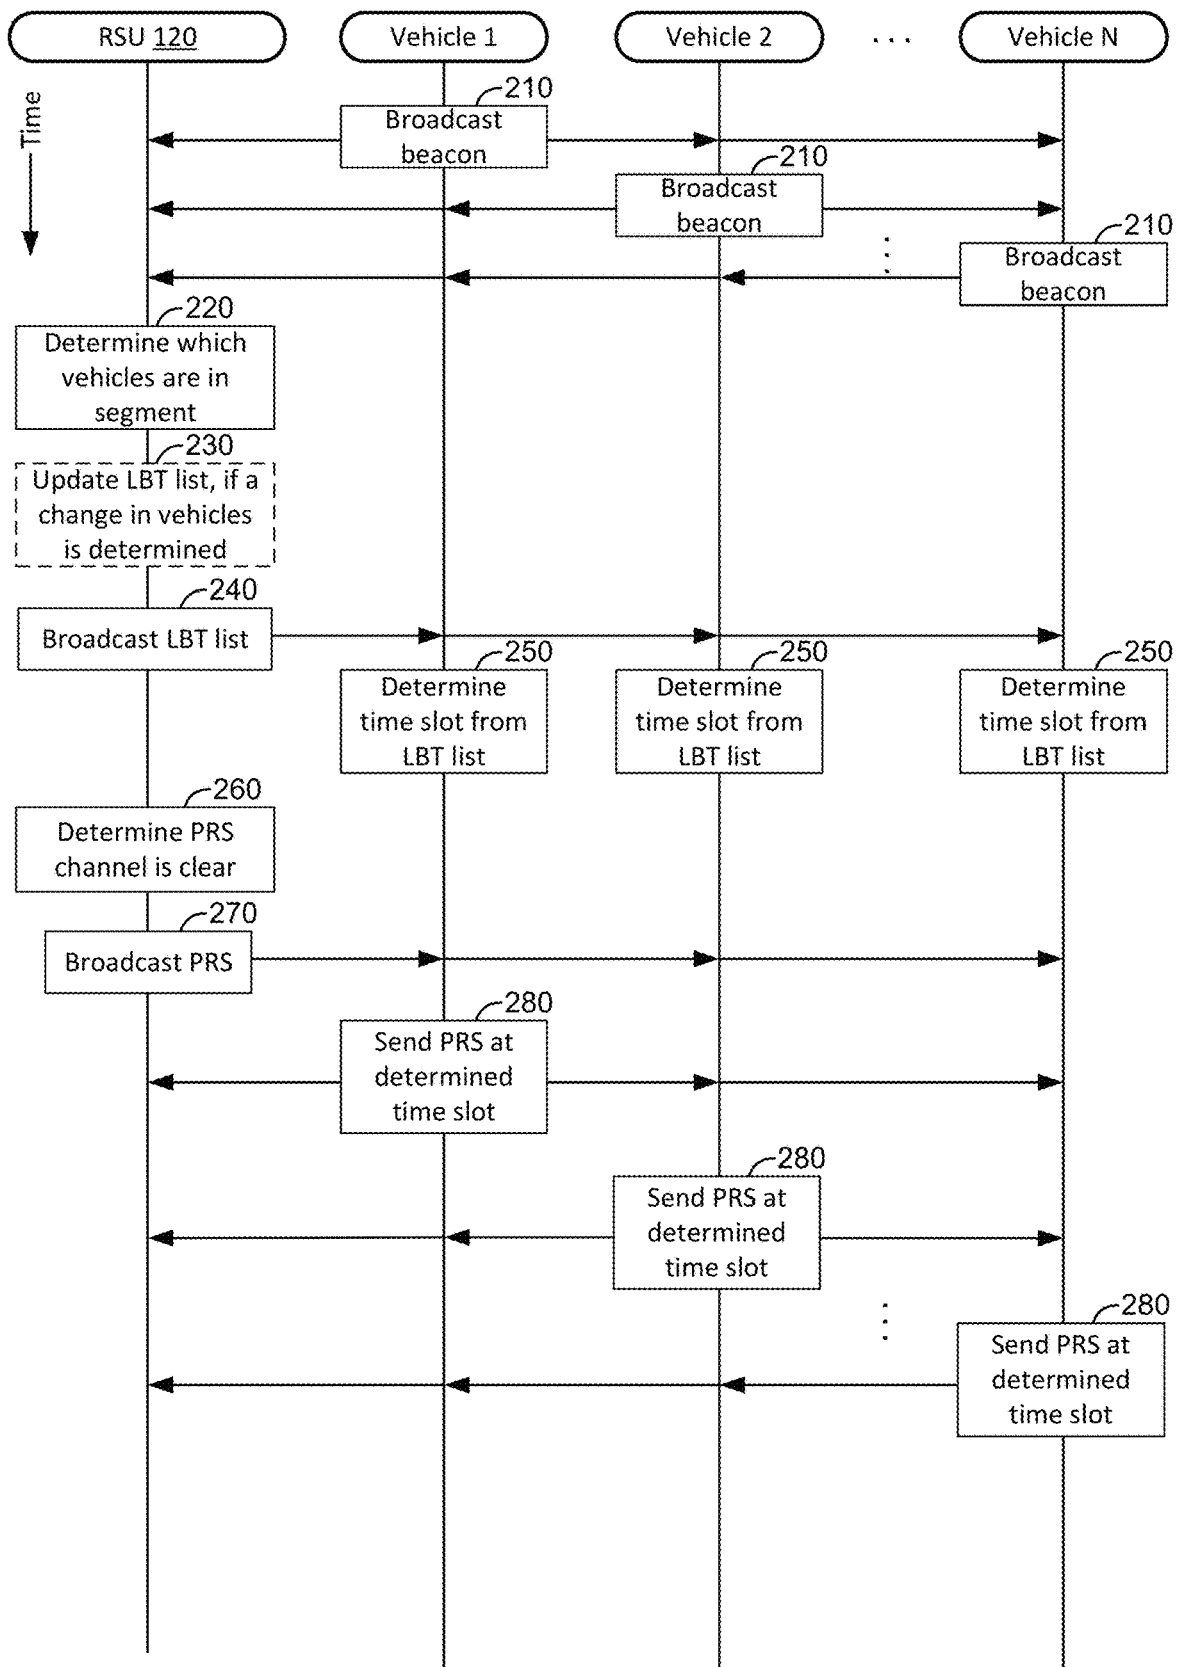 RSU 120
Vehicle 1
Vehicle 2
. . .
Vehicle N
Time
210
Broadcast
beacon
210
Broadcast
beacon
210
Broadcast
beacon
220
Determine which
vehicles are in
segment
230
Update LBT list, if a
change in vehicles
is determined
240
Broadcast LBT list
250
Determine
time slot from
LBT list
250
Determine
time slot from
LBT list
250
Determine
time slot from
LBT list
260
Determine PRS
channel is clear
270
Broadcast PRS
280
Send PRS at
determined
time slot
280
Send PRS at
determined
time slot
280
Send PRS at
determined
time slot